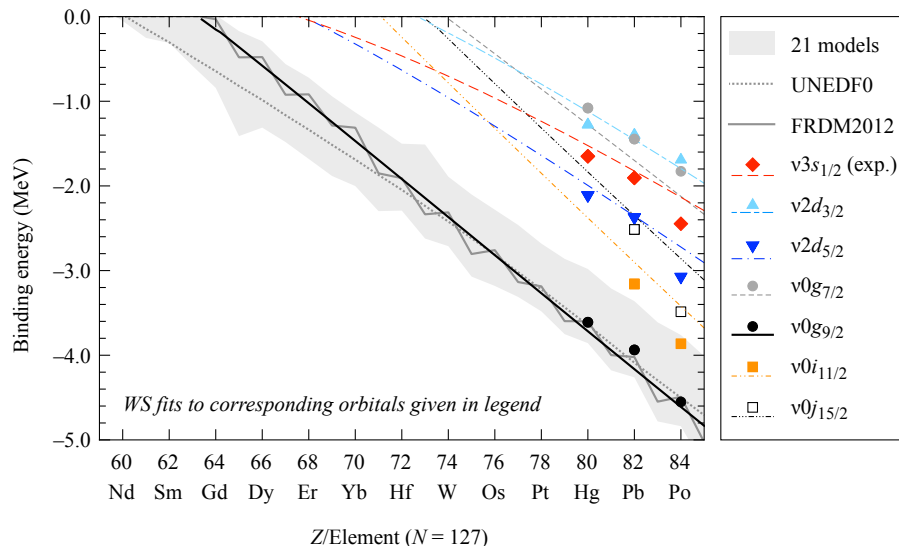 0.0
−1.0
−2.0
−3.0
−4.0
−5.0
Binding energy (MeV)
WS fits to corresponding orbitals given in legend
60 62 64 66 68 70 72 74 76 78 80 82 84
Nd Sm Gd Dy Er Yb Hf W Os Pt Hg Pb Po
Z/Element (N = 127)
21 models
UNEDF0
FRDM2012
ν3s1/2 (exp.)
ν2d3/2
ν2d5/2
ν0g7/2
ν0g9/2
ν0i11/2
ν0j15/2